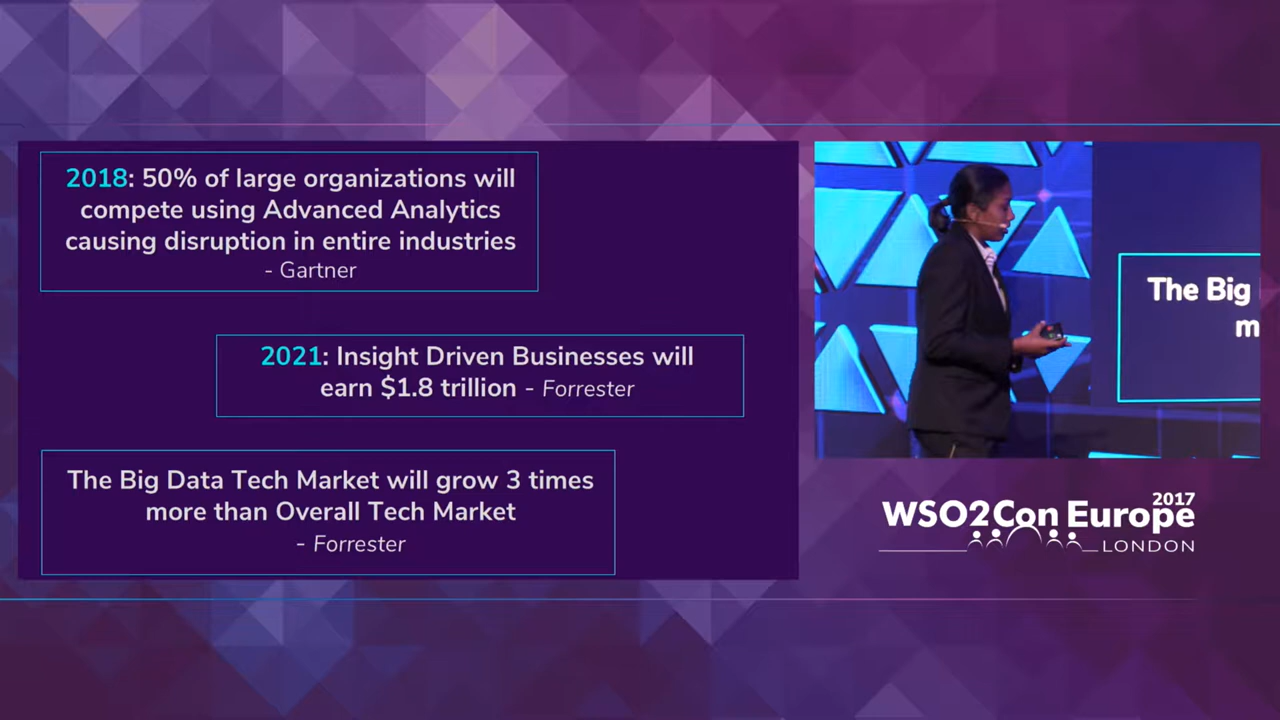 2018: 50% of large organizations will
compete using Advanced Analytics
causing disruption in entire industries
- Gartner
2021: Insight Driven Businesses will
earn $1.8 trillion - Forrester
The Big Data Tech Market will grow 3 times
more than Overall Tech Market
- Forrester
The Big
m
2017
WSO2Con Europe
LONDON